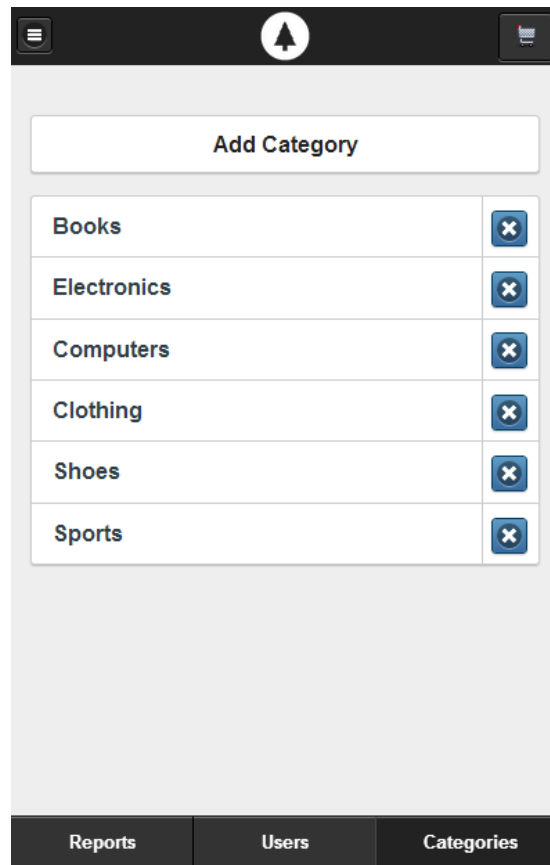 Add Category
Books
Electronics
Computers
Clothing
Shoes
Sports
Reports Users Categories